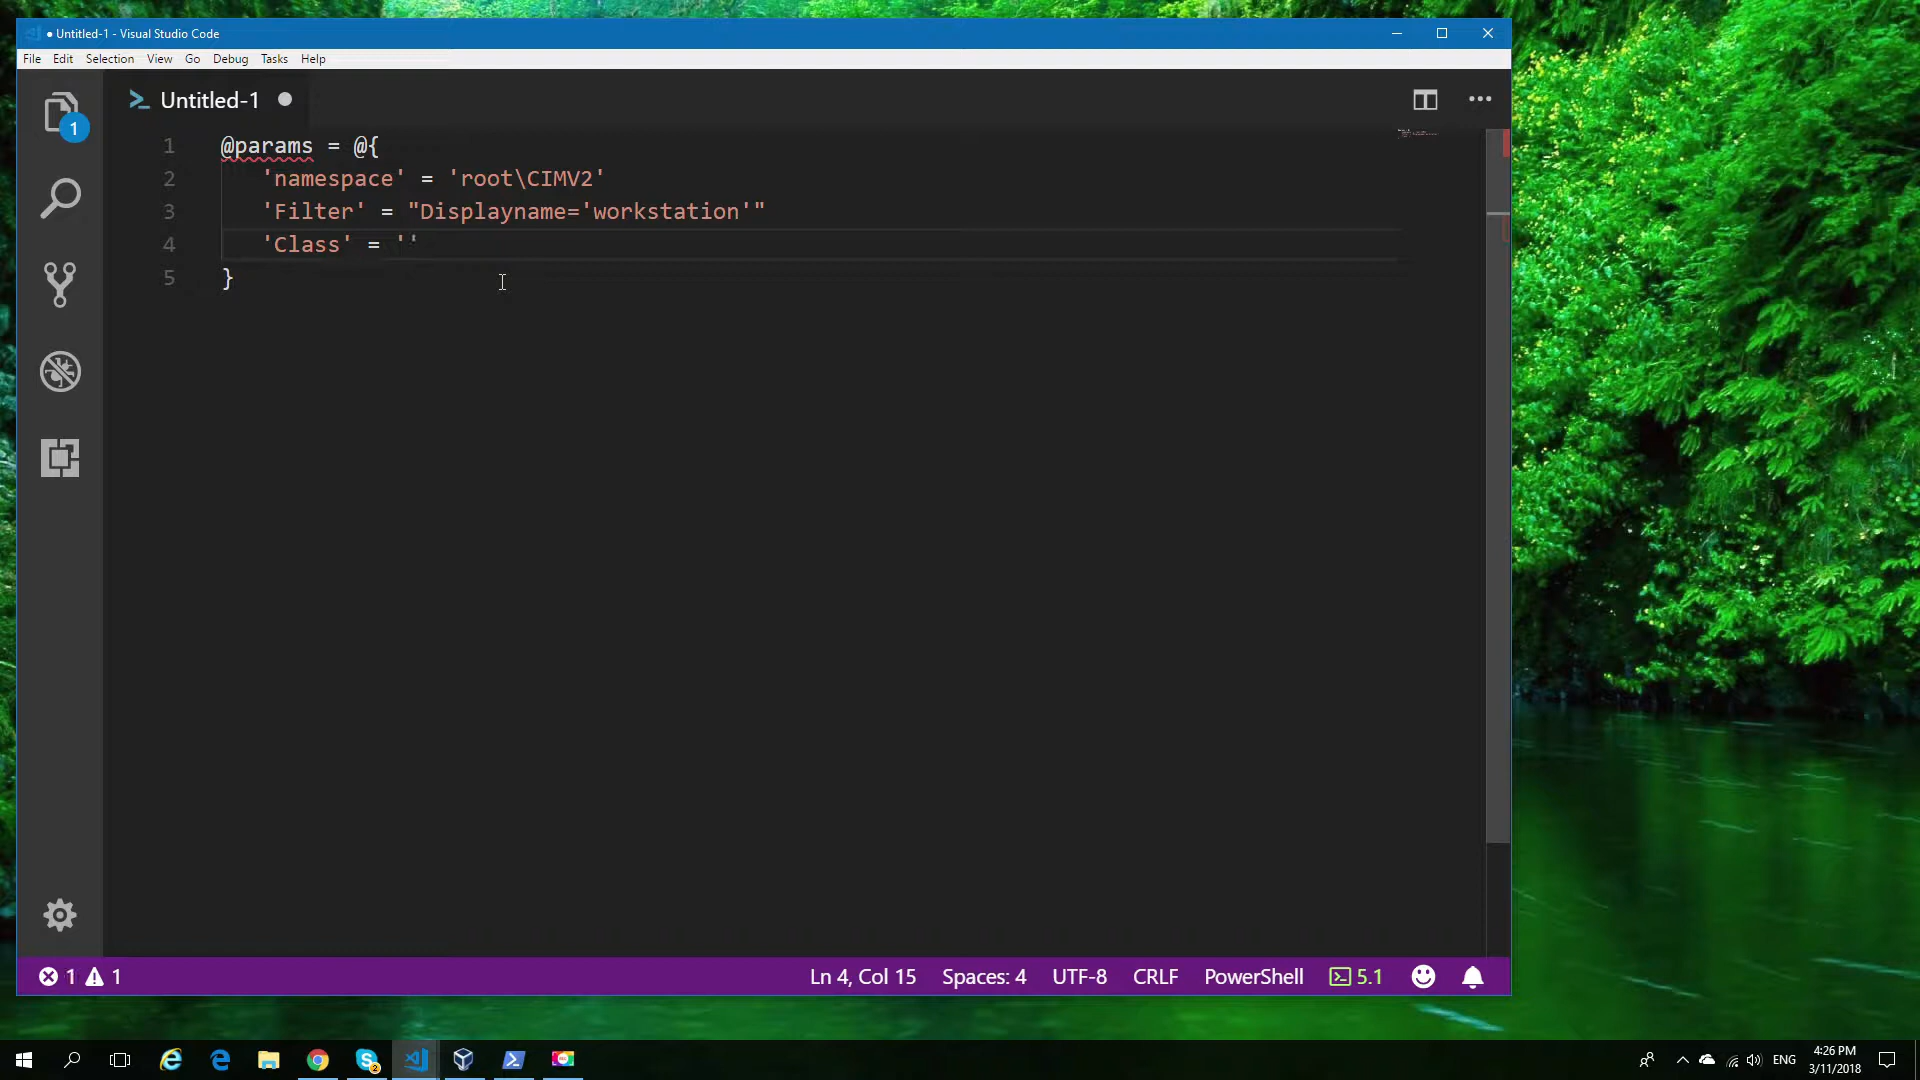 ● Untitled-1 - Visual Studio Code
File Edit Selection View Go Debug Tasks Help
Untitled-1
1 @params = @{
2 'namespace' = 'root\CIMV2'
3 'Filter' = "Displayname='workstation'"
4 'Class' = ''
5 }
1
1 1 Ln 4, Col 15 Spaces: 4 UTF-8 CRLF PowerShell 5.1
2
ENG
4:26 PM
3/11/2018